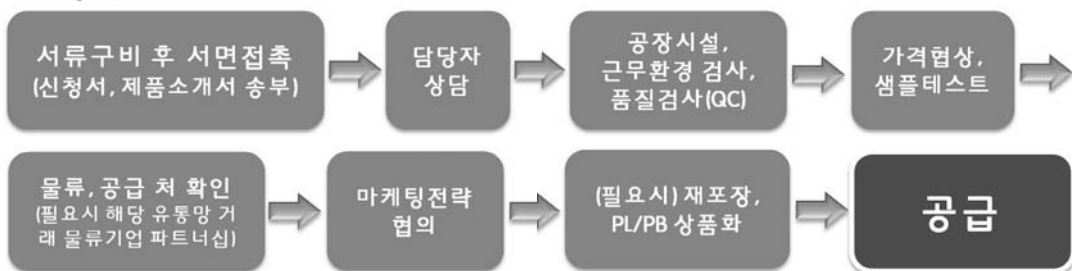 서류구비 후 서면접촉
(신청서, 제품소개서 송부)
담당자
상담
공장시설,
근무환경 검사,
품질검사(QC)
가격협상,
샘플테스트
물류, 공급 처 확인
(필요시 해당 유통망 거
래 물류기업 파트너십)
마케팅전략
협의
(필요시) 재포장,
PL/PB 상품화
공급